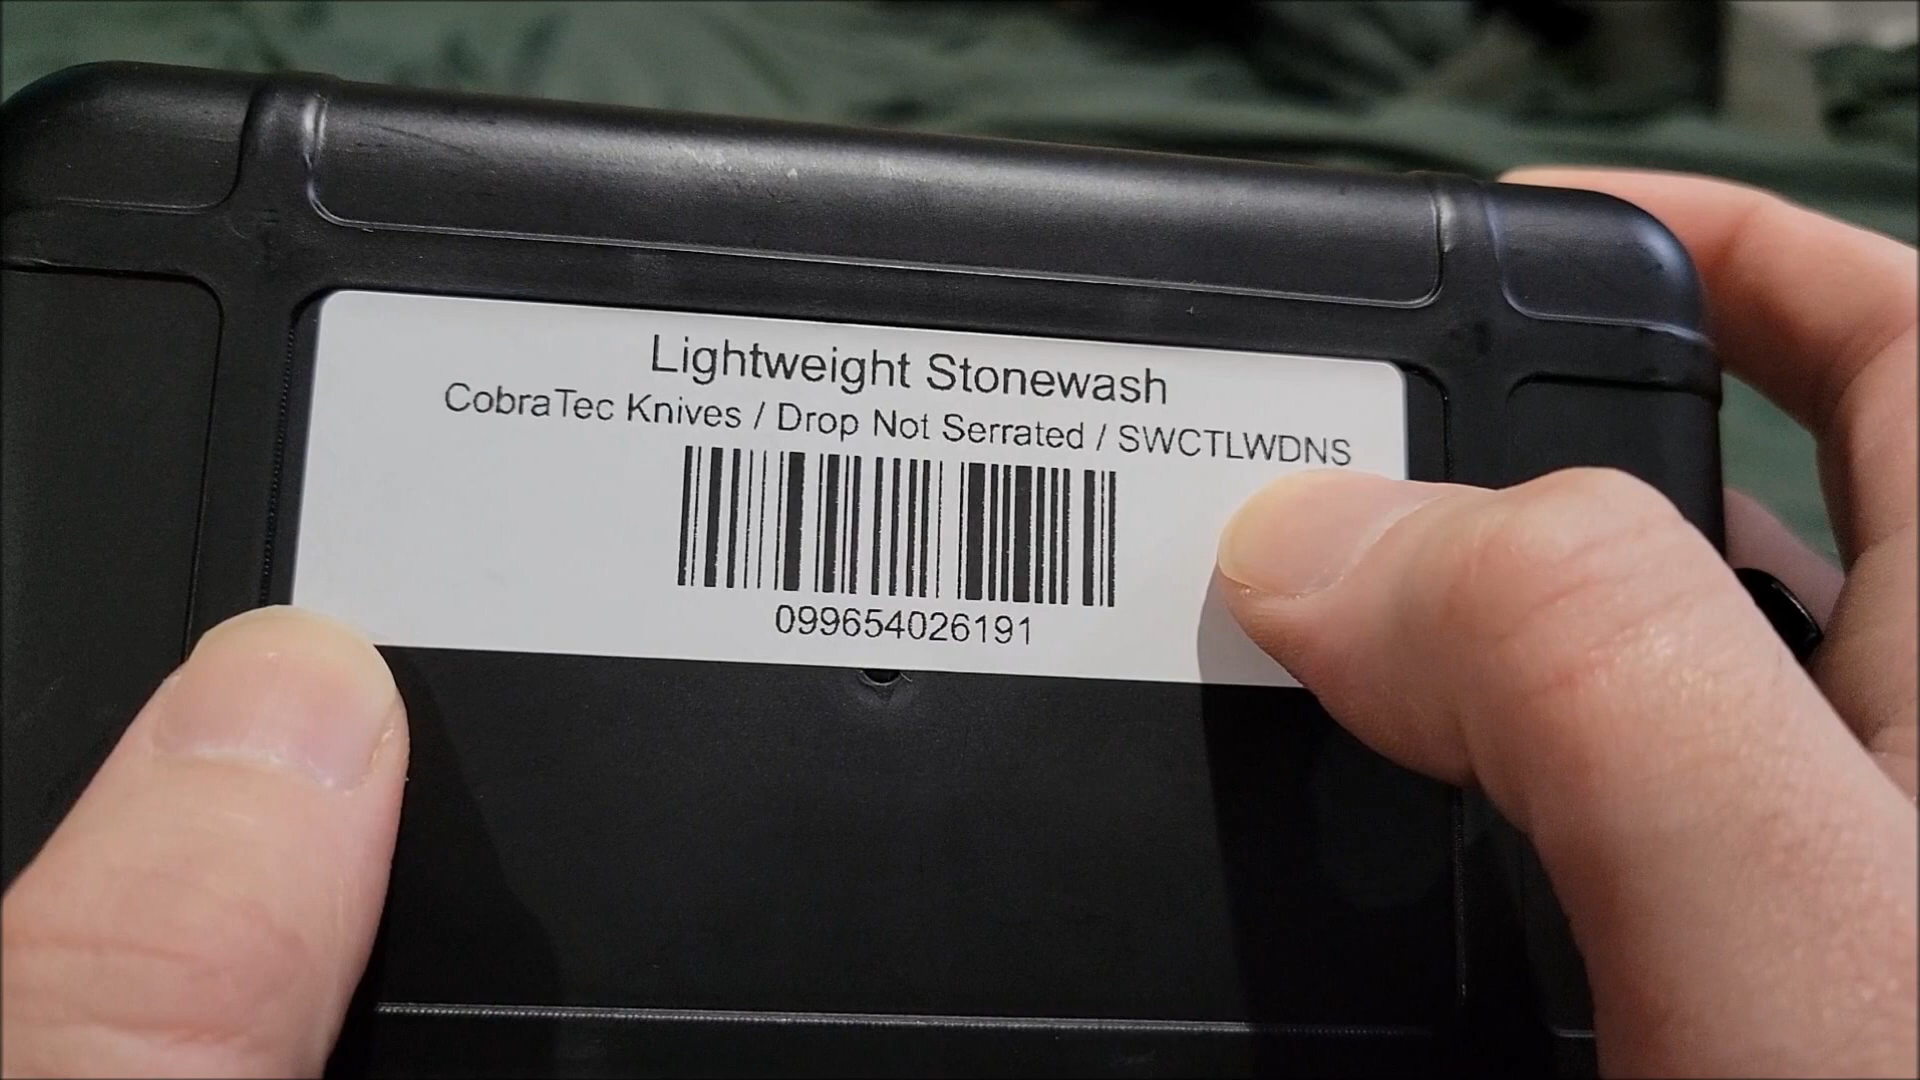 Lightweight Stonewash
CobraTec Knives / Drop Not Serrated / SWCTLWDNS
099654026191